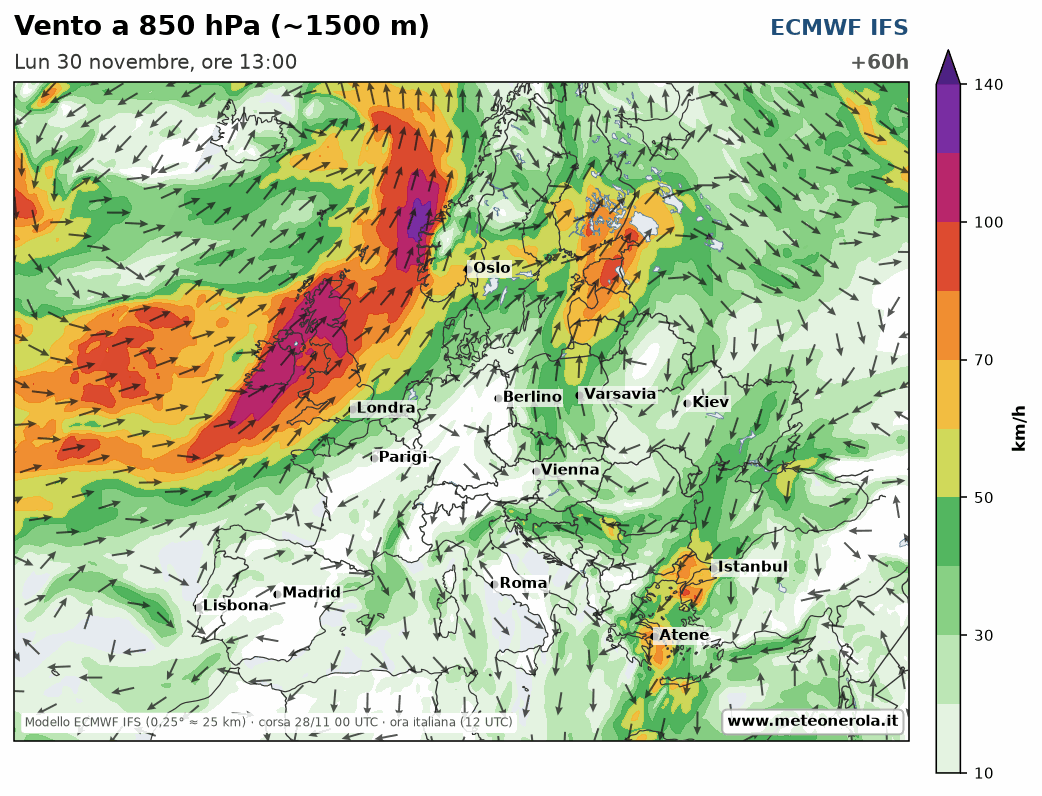 Vento a 850 hPa (~1500 m)
ECMWF IFS
Lun 30 novembre, ore 13:00
+60h
140
100
70
50
30
10
km/h
Oslo
Londra
Berlino
Varsavia
Kiev
Parigi
Vienna
Istanbul
Roma
Madrid
Lisbona
Atene
Modello ECMWF IFS (0,25° ≈ 25 km) · corsa 28/11 00 UTC · ora italiana (12 UTC)
www.meteonerola.it